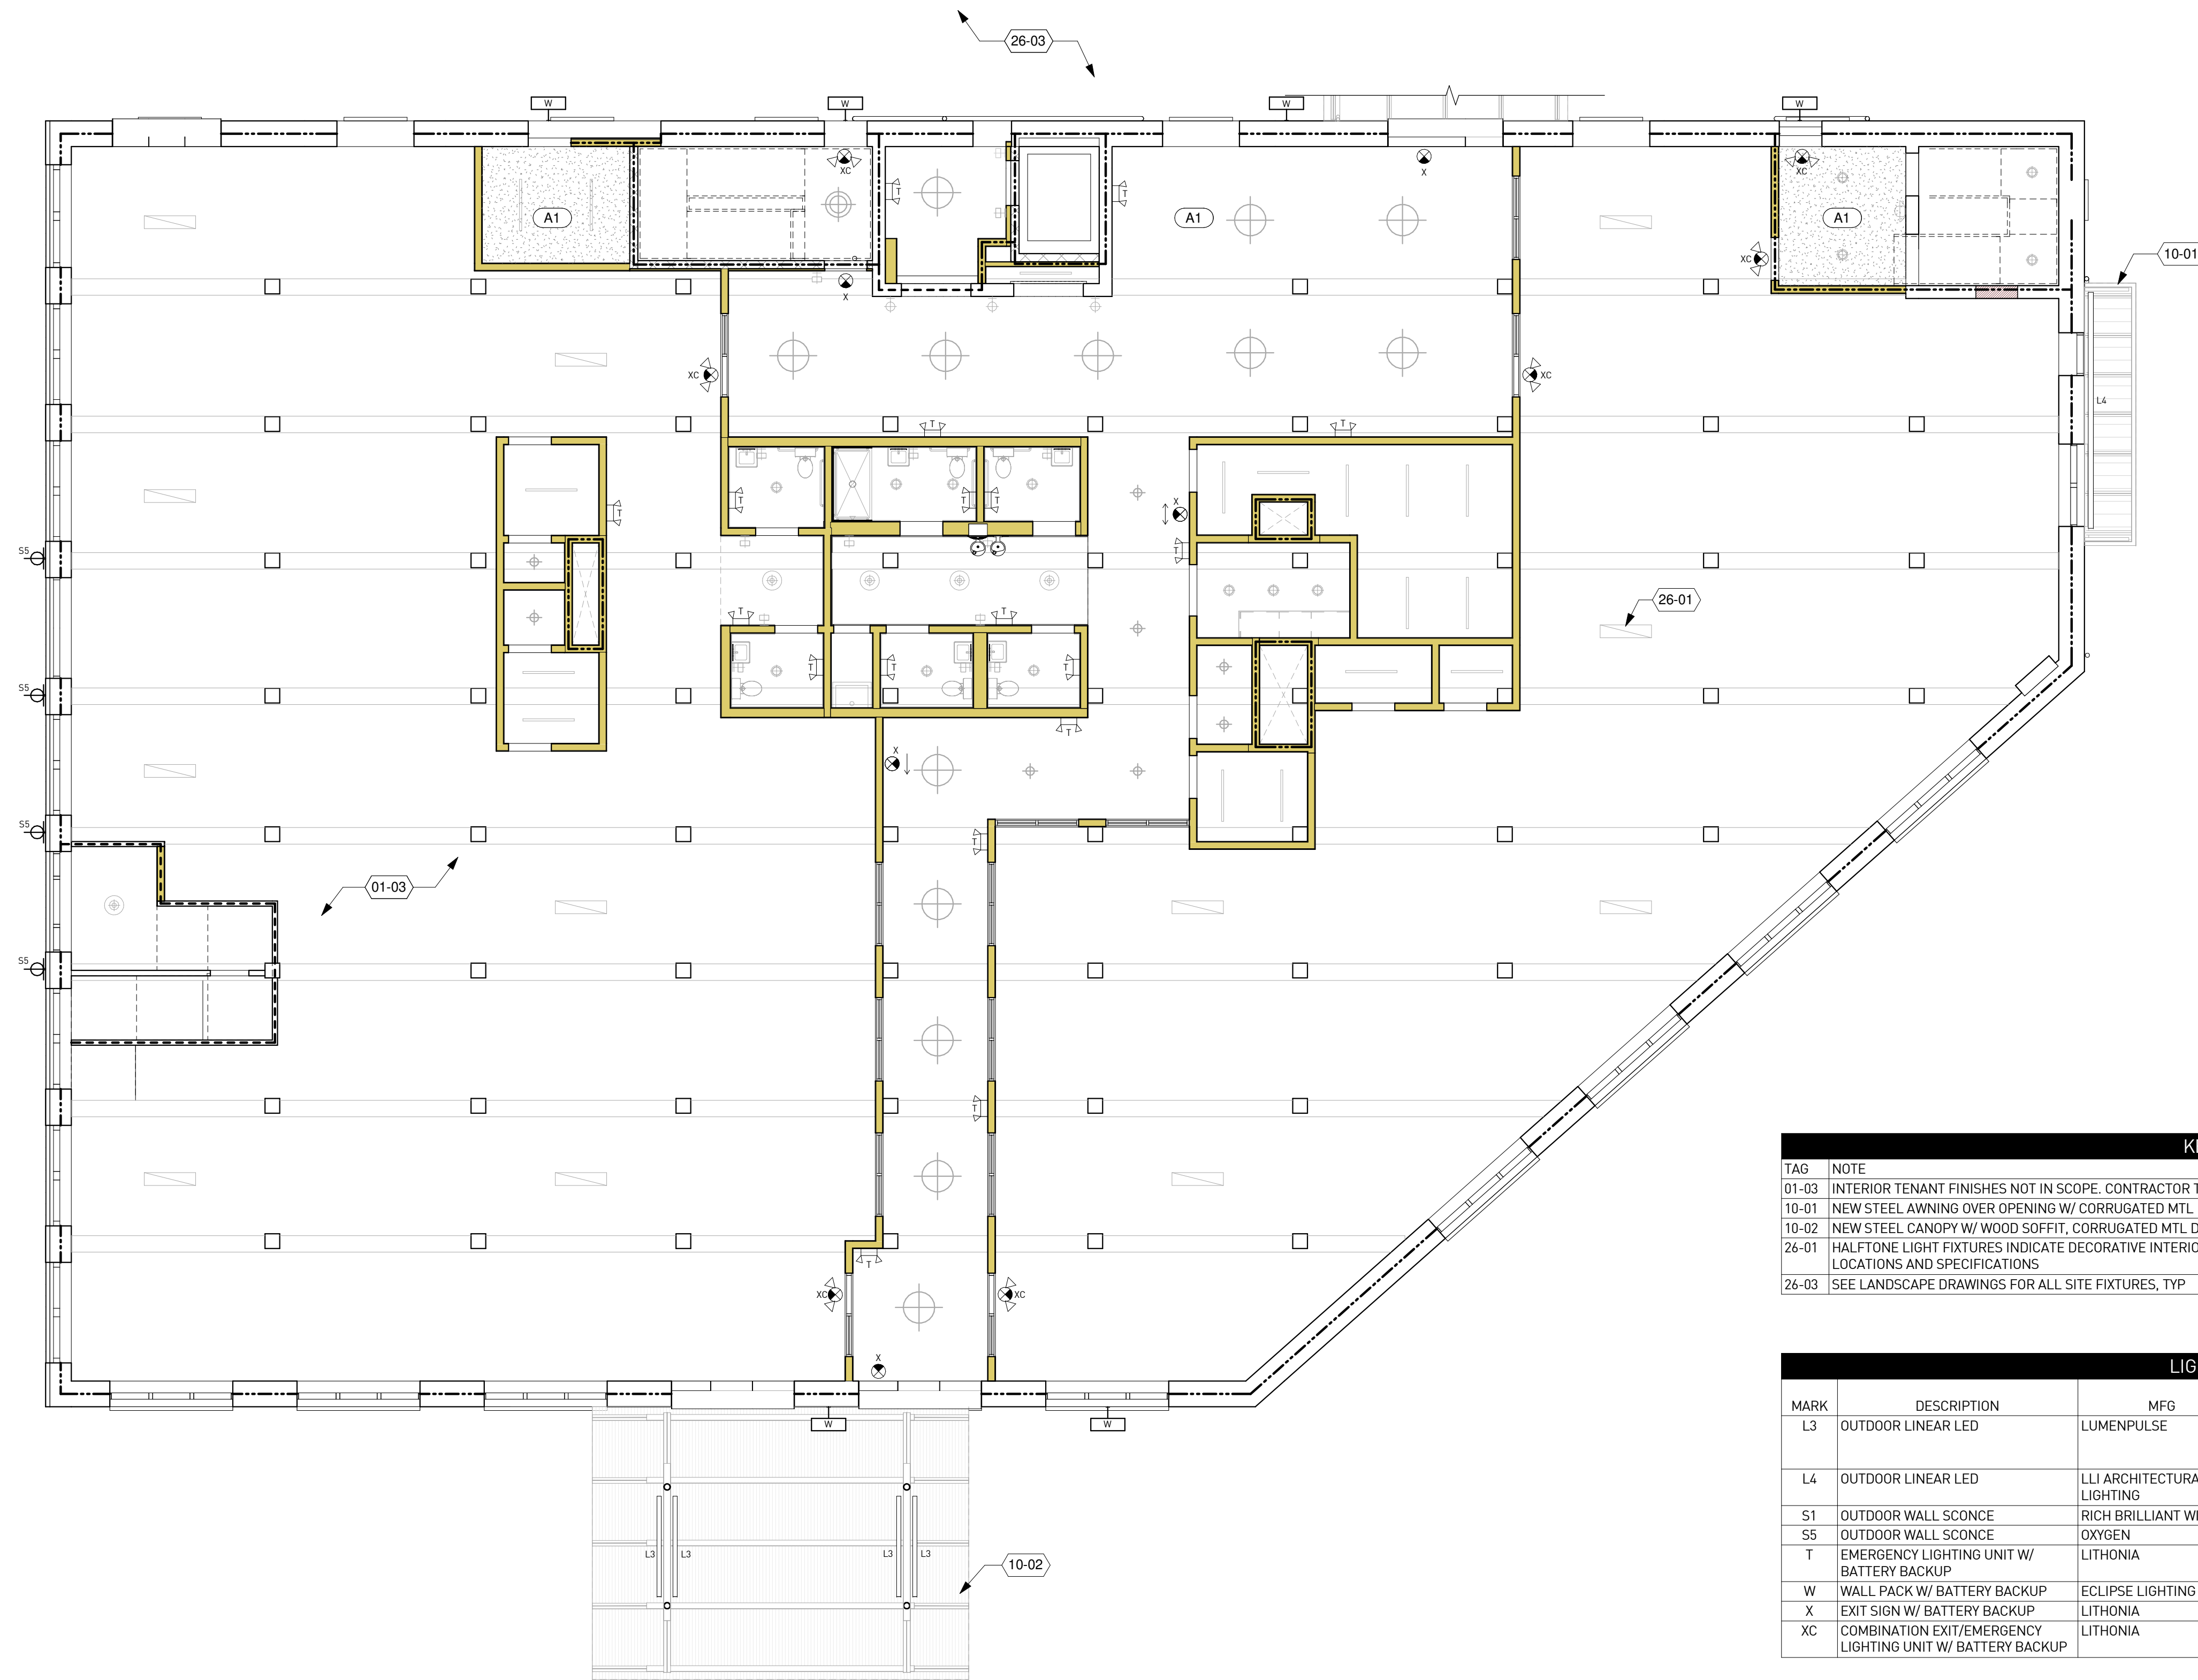 26-03
W
W
W
W
XC
X
XC
T
T
A1
A1
A1
XC
10-01
X
XC
XC
L4
T
T
T
T
T
X
T
S5
T
26-01
T
T
T
T
T
S5
T
X
S5
T
01-03
S5
T
T
XC
XC
X
W
W
L3
L3
L3
L3
10-02
TAG NOTE
01-03 INTERIOR TENANT FINISHES NOT IN SCOPE. CONTRACTOR
10-01 NEW STEEL AWNING OVER OPENING W/ CORRUGATED MTL
10-02 NEW STEEL CANOPY W/ WOOD SOFFIT, CORRUGATED MTL D
26-01 HALFTONE LIGHT FIXTURES INDICATE DECORATIVE INTERIO
LOCATIONS AND SPECIFICATIONS
26-03 SEE LANDSCAPE DRAWINGS FOR ALL SITE FIXTURES, TYP
LIG
MARK DESCRIPTION MFG
L3 OUTDOOR LINEAR LED LUMENPULSE
L4 OUTDOOR LINEAR LED LLI ARCHITECTURA
LIGHTING
S1 OUTDOOR WALL SCONCE RICH BRILLIANT WI
S5 OUTDOOR WALL SCONCE OXYGEN
T EMERGENCY LIGHTING UNIT W/ LITHONIA
BATTERY BACKUP
W WALL PACK W/ BATTERY BACKUP ECLIPSE LIGHTING
X EXIT SIGN W/ BATTERY BACKUP LITHONIA
XC COMBINATION EXIT/EMERGENCY LITHONIA
LIGHTING UNIT W/ BATTERY BACKUP